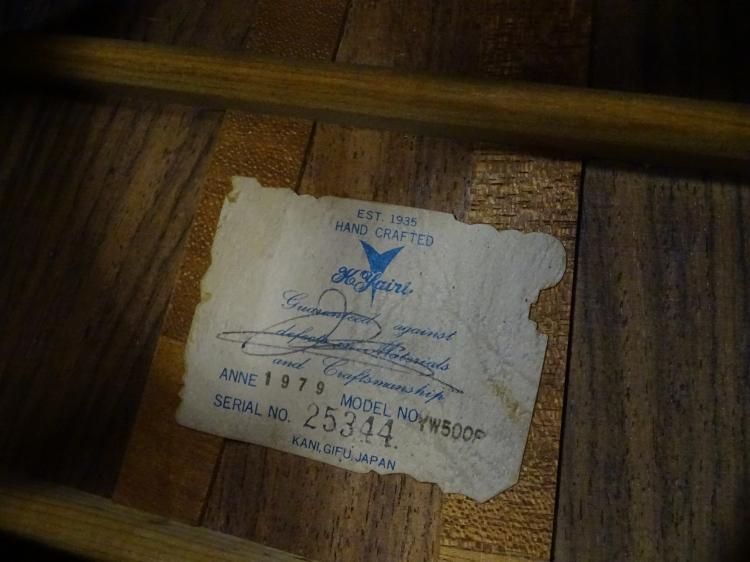 EST. 1935
HAND CRAFTED
K. Yairi
Guaranteed against
defects in Materials
and Craftsmanship
ANNE 1979 MODEL NO. YW500P
SERIAL NO. 25344.
KANI, GIFU, JAPAN